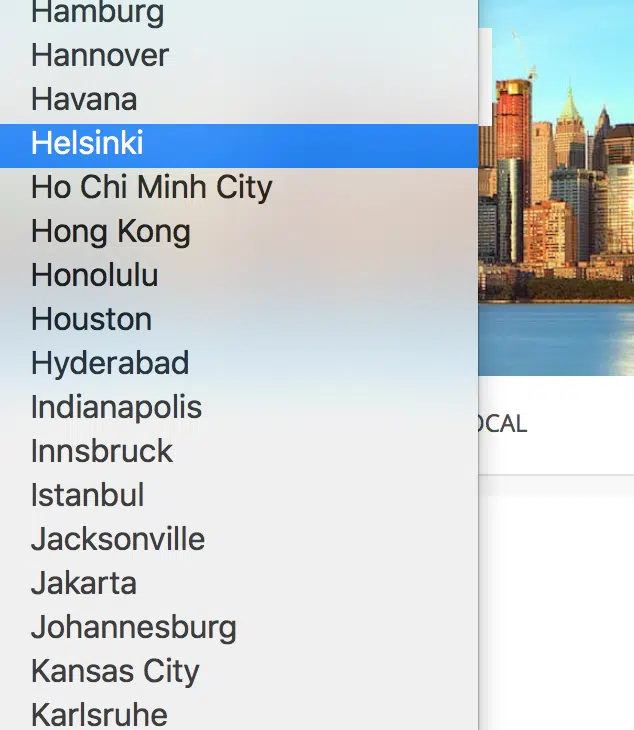 Hamburg
Hannover
Havana
Helsinki
Ho Chi Minh City
Hong Kong
Honolulu
Houston
Hyderabad
Indianapolis
OCAL
Innsbruck
Istanbul
Jacksonville
Jakarta
Johannesburg
Kansas City
Karlsruhe